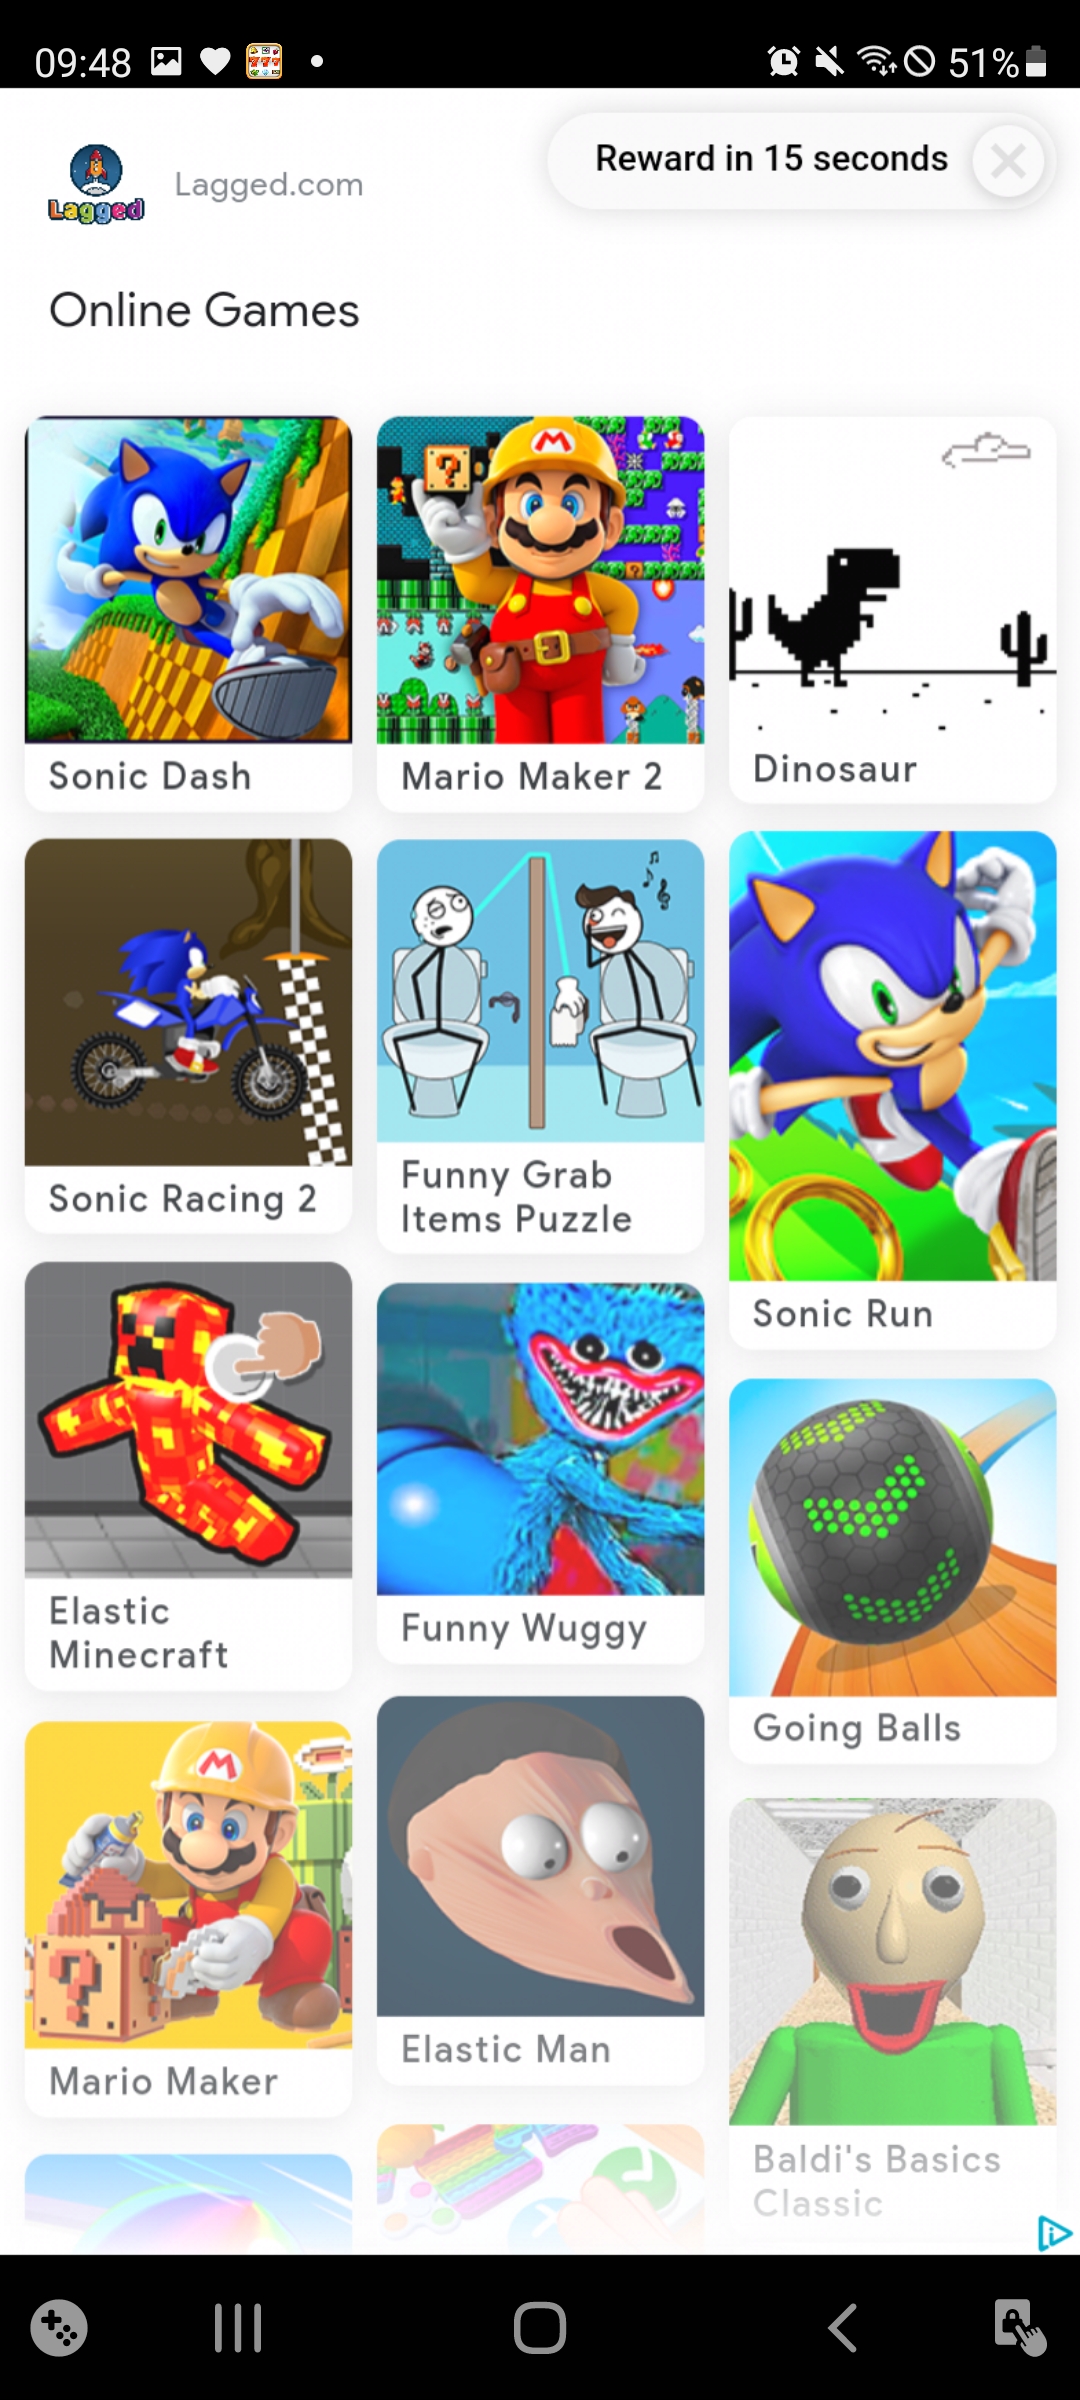 09:48
51%
Lagged
Lagged.com
Reward in 15 seconds
Online Games
Sonic Dash
Mario Maker 2
Dinosaur
Sonic Racing 2
Funny Grab
Items Puzzle
Sonic Run
Elastic
Minecraft
Funny Wuggy
Going Balls
Mario Maker
Elastic Man
Baldi's Basics
Classic